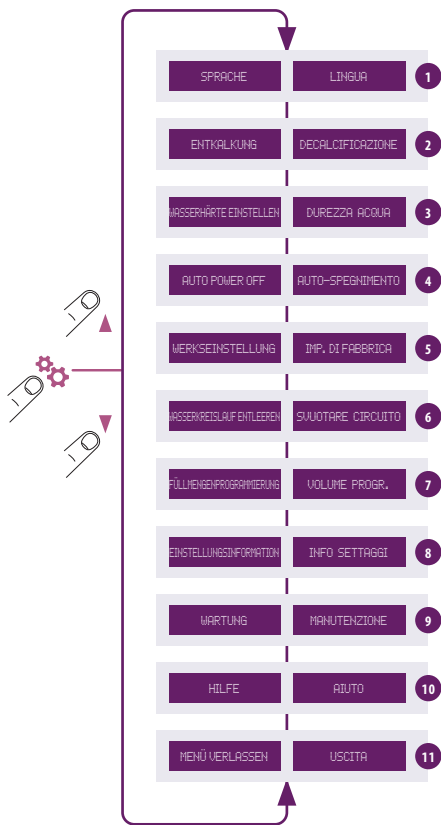 SPRACHE LINGUA 1
ENTKALKUNG DECALCIFICAZIONE 2
WASSERHÄRTE EINSTELLEN DUREZZA ACQUA 3
AUTO POWER OFF AUTO-SPEGNIMENTO 4
WERKSEINSTELLUNG IMP. DI FABBRICA 5
WASSERKREISLAUF ENTLEEREN SVUOTARE CIRCUITO 6
FÜLLMENGENPROGRAMMIERUNG VOLUME PROGR. 7
EINSTELLUNGSINFORMATION INFO SETTAGGI 8
WARTUNG MANUTENZIONE 9
HILFE AIUTO 10
MENÜ VERLASSEN USCITA 11